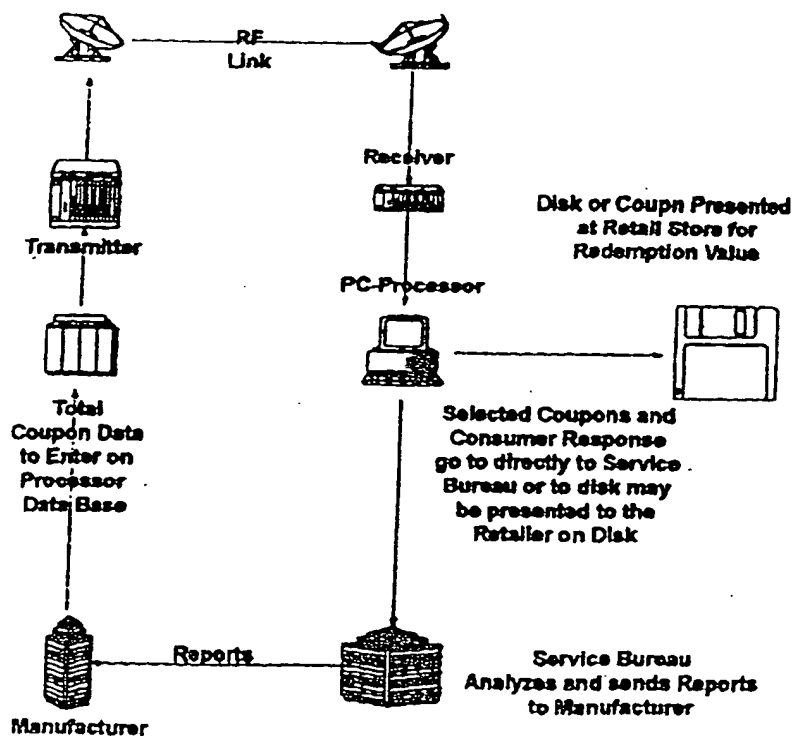 RF
Link
Receiver
Transmitter
Disk or Coupn Presented
at Retail Store for
Redemption Value
PC-Processor
Total
Coupon Data
to Enter on
Processor
Data Base
Selected Coupons and
Consumer Response
go to directly to Service
Bureau or to disk may
be presented to the
Retailer on Disk
Reports
Service Bureau
Analyzes and sends Reports
to Manufacturer
Manufacturer